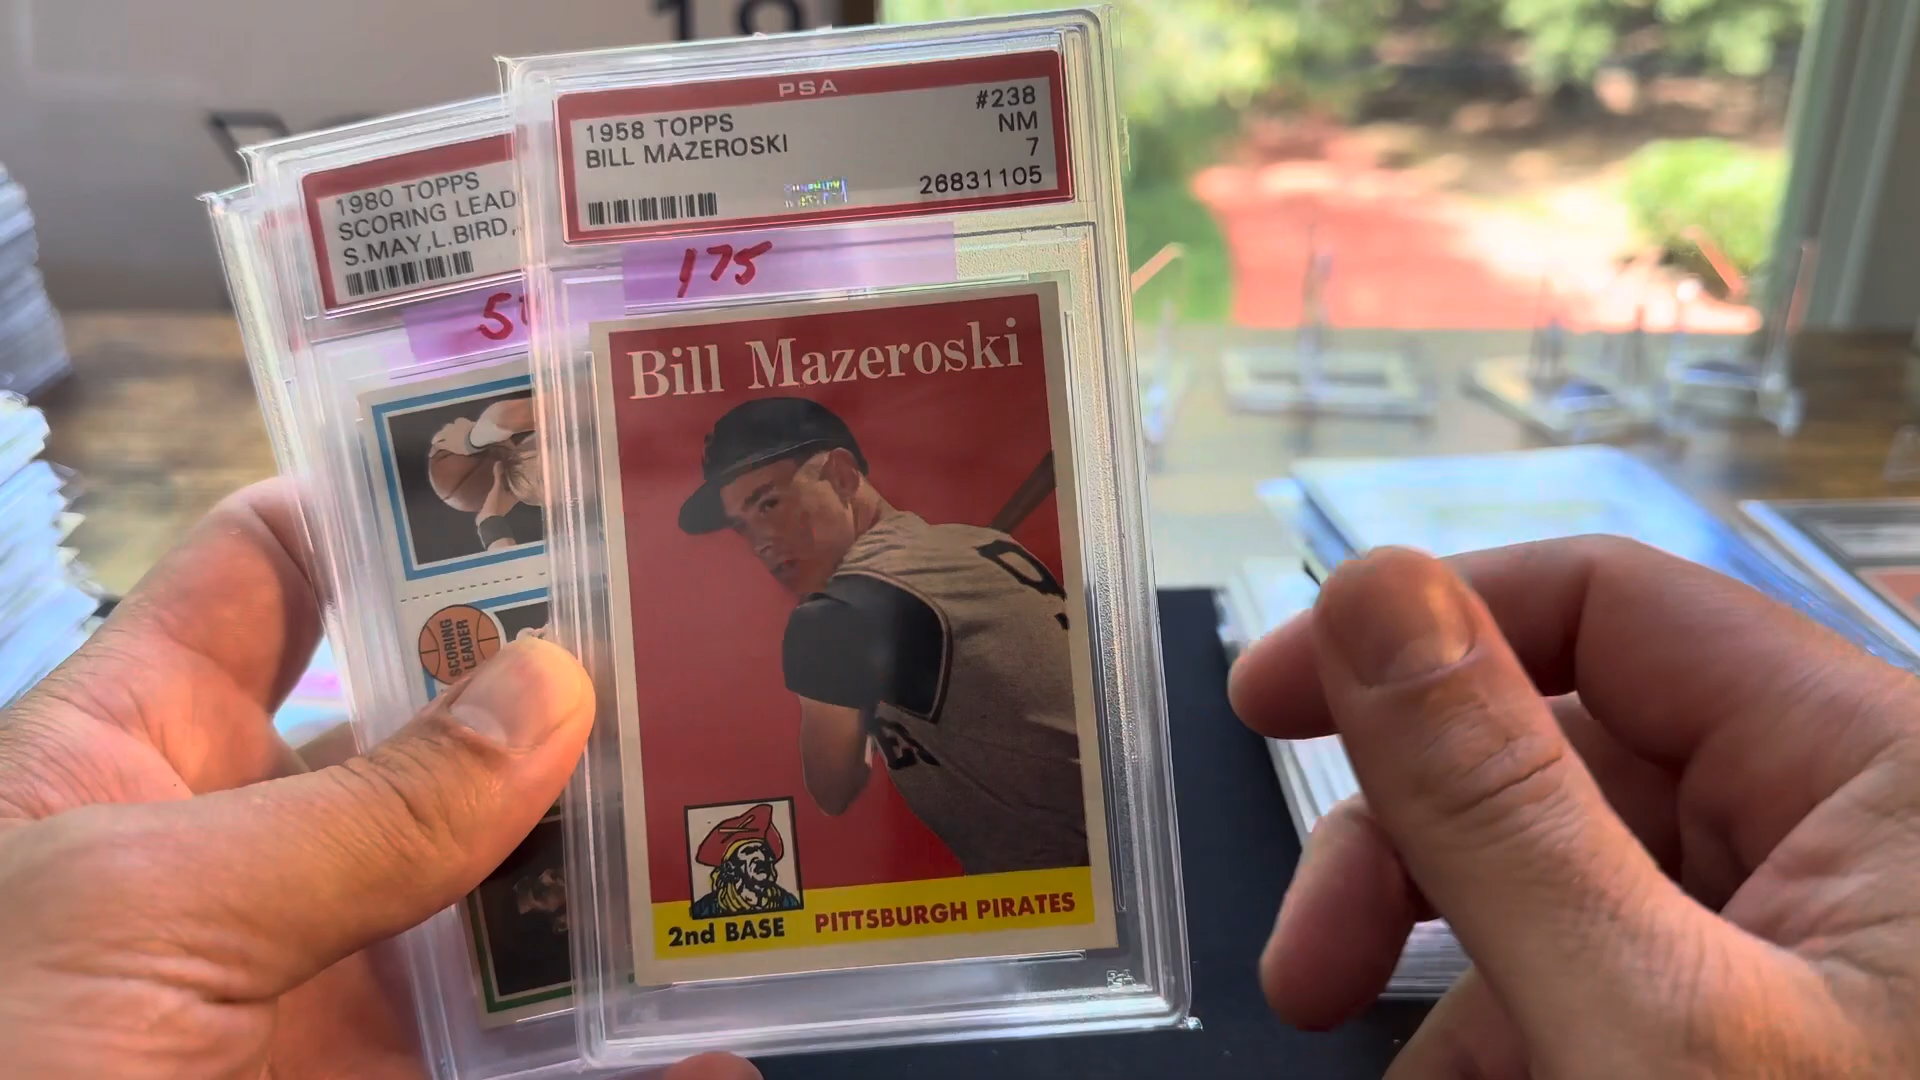 PSA
1958 TOPPS
#238
BILL MAZEROSKI
NM
7
26831105
175
Bill Mazeroski
2nd BASE
PITTSBURGH PIRATES
1980 TOPPS
SCORING LEAD
S.MAY,L.BIRD,
SCORING
LEADER